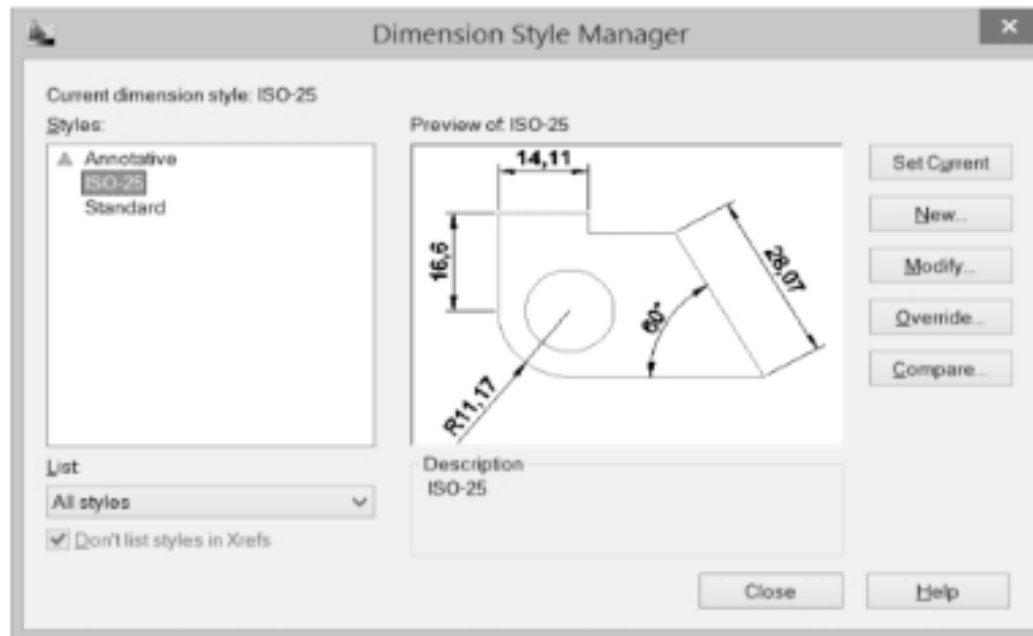 Dimension Style Manager
Current dimension style: ISO-25
Styles:
Annotative
ISO-25
Standard
Preview of: ISO-25
14,11
16,6
28,07
60°
R11,17
Set Current
New...
Modify...
Override...
Compare...
List:
All styles
Don't list styles in Xrefs
Description
ISO-25
Close
Help